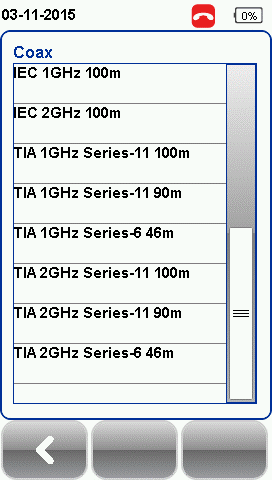 03-11-2015 0%
Coax
IEC 1GHz 100m
IEC 2GHz 100m
TIA 1GHz Series-11 100m
TIA 1GHz Series-11 90m
TIA 1GHz Series-6 46m
TIA 2GHz Series-11 100m
TIA 2GHz Series-11 90m
TIA 2GHz Series-6 46m